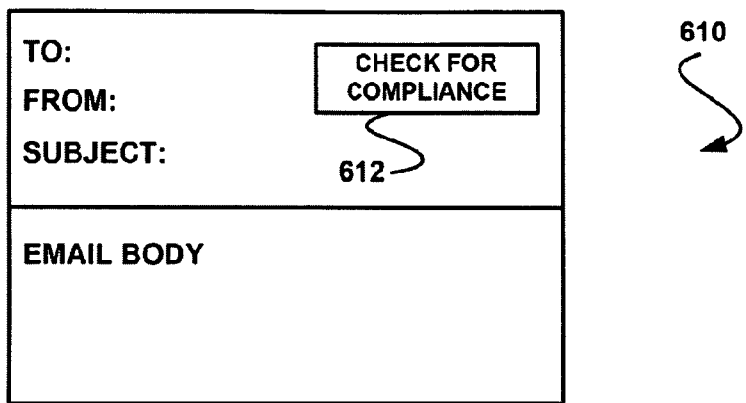 610
TO:
CHECK FOR
COMPLIANCE
FROM:
SUBJECT:
612
EMAIL BODY